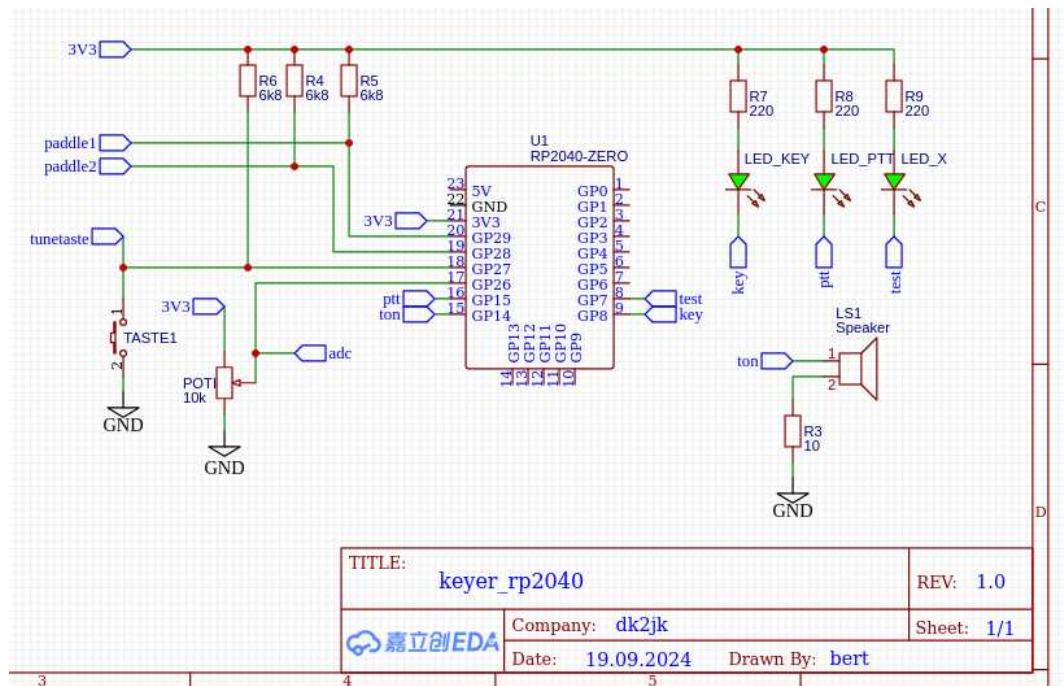 3V3
R6
6k8
R4
6k8
R5
6k8
R7
220
R8
220
R9
220
paddle1
paddle2
U1
RP2040-ZERO
LED_KEY
LED_PTT
LED_X
23 5V
22 GND
21 3V3
20 GP29
19 GP28
18 GP27
17 GP26
16 GP15
15 GP14
GP0 1
GP1 2
GP2 3
GP3 4
GP4 5
GP5 6
GP6 7
GP7 8
GP8 9
GP13 14
GP12 13
GP11 12
GP10 11
GP9 10
3V3
tunetaste
ptt
ton
test
key
key
ptt
test
1
TASTE1
2
GND
3V3
POTI
10k
adc
GND
LS1
Speaker
ton
1
2
R3
10
GND
C
D
TITLE:
keyer_rp2040
REV: 1.0
嘉立创EDA
Company: dk2jk
Sheet: 1/1
Date: 19.09.2024
Drawn By: bert
3
4
5